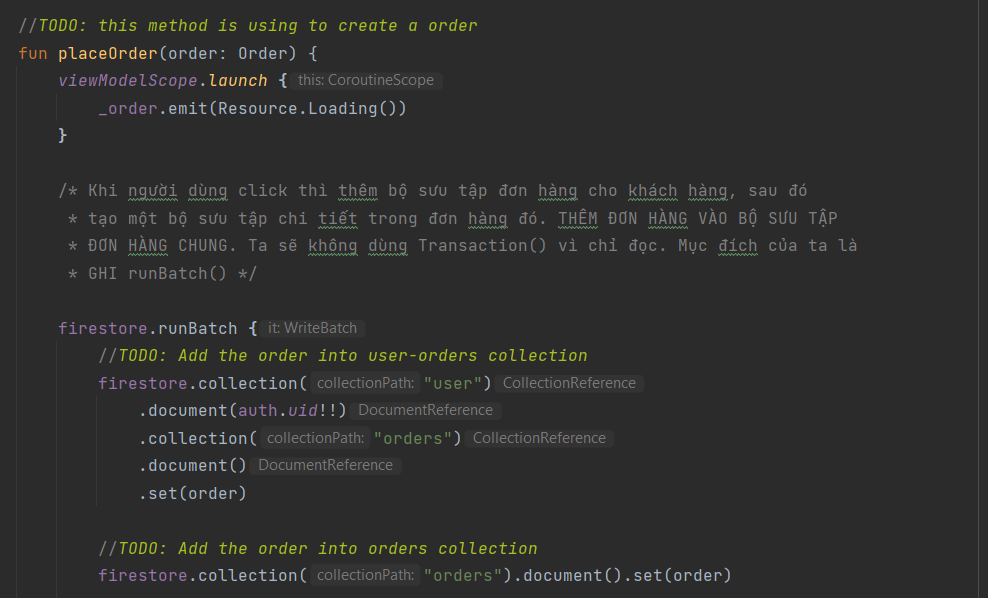 //TODO: this method is using to create a order
fun placeOrder(order: Order) {
viewModelScope.launch { this: CoroutineScope
_order.emit(Resource.Loading())
}
/* Khi người dùng click thì thêm bộ sưu tập đơn hàng cho khách hàng, sau đó
* tạo một bộ sưu tập chi tiết trong đơn hàng đó. THÊM ĐƠN HÀNG VÀO BỘ SƯU TẬP
* ĐƠN HÀNG CHUNG. Ta sẽ không dùng Transaction() vì chỉ đọc. Mục đích của ta là
* GHI runBatch() */
firestore.runBatch { it: WriteBatch
//TODO: Add the order into user-orders collection
firestore.collection( collectionPath: "user") CollectionReference
.document(auth.uid!!) DocumentReference
.collection( collectionPath: "orders") CollectionReference
.document() DocumentReference
.set(order)
//TODO: Add the order into orders collection
firestore.collection( collectionPath: "orders").document().set(order)